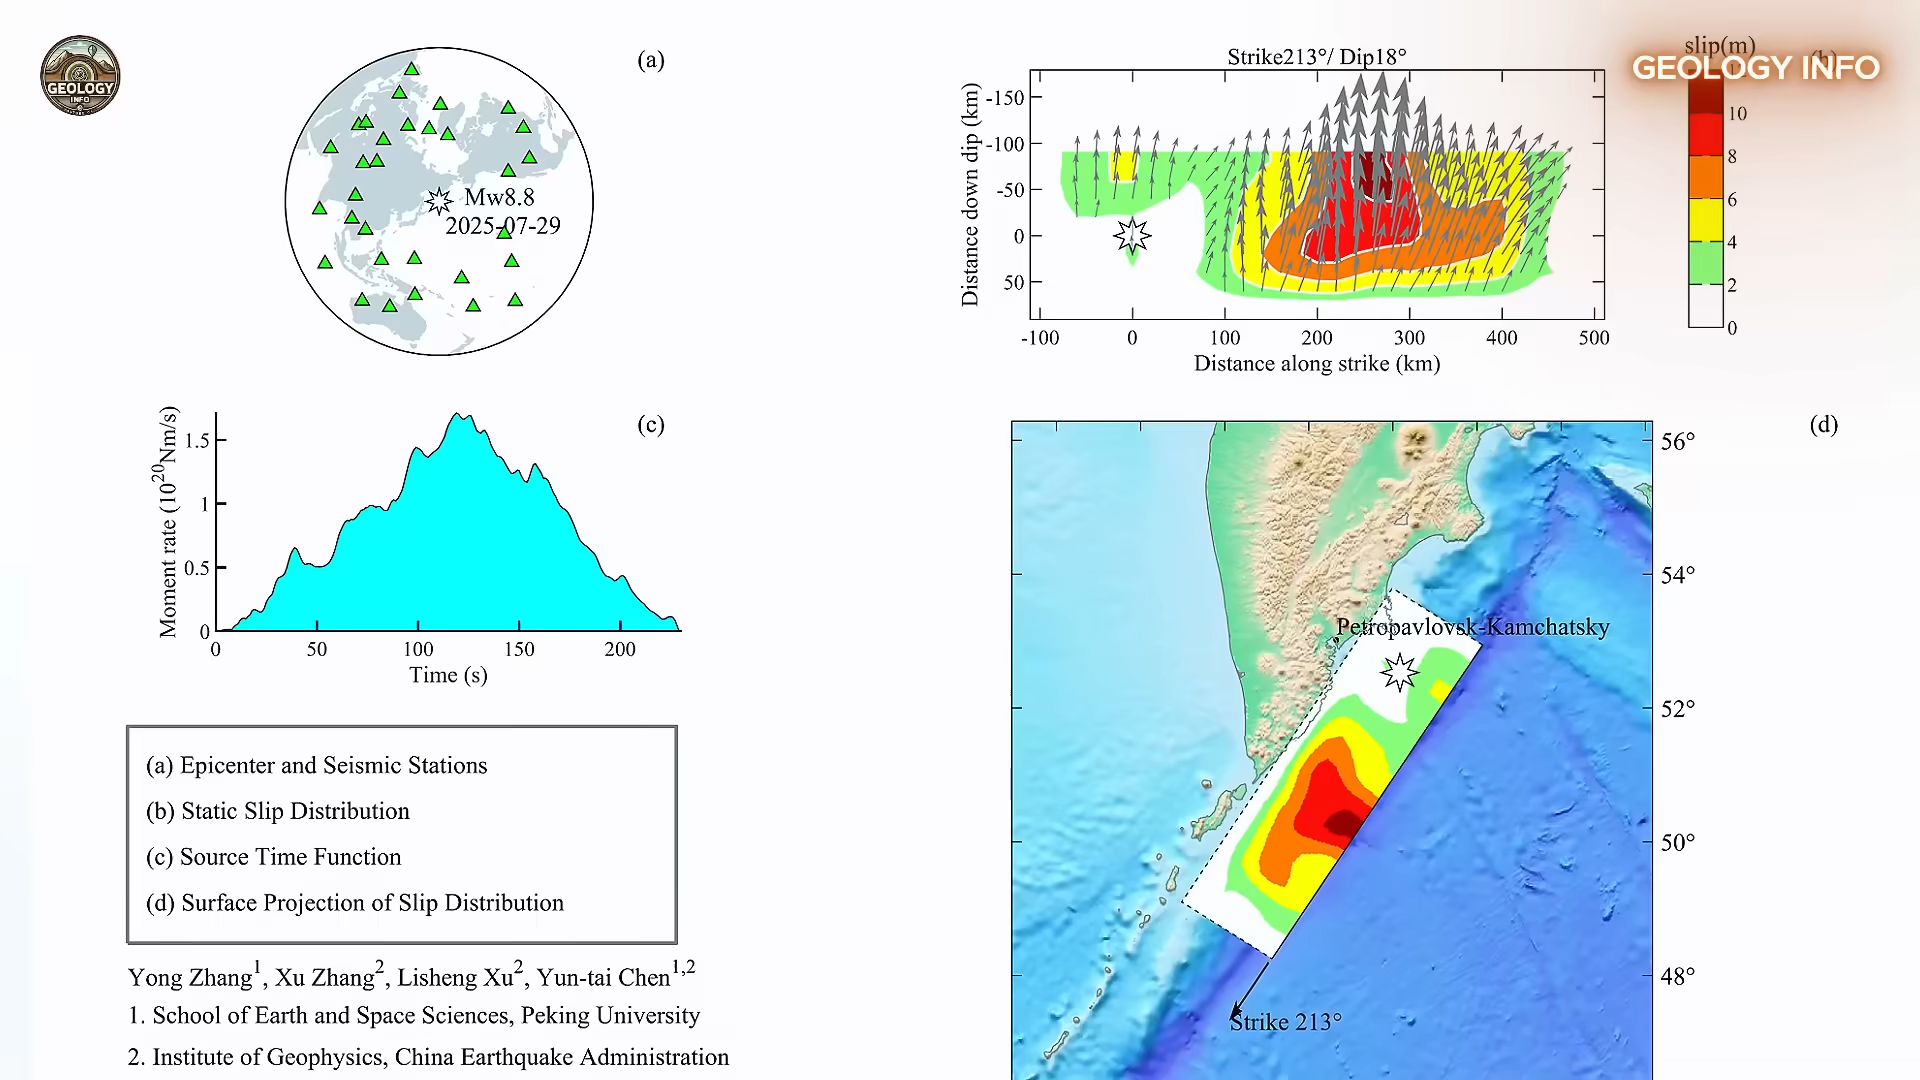 GEOLOGY
INFO
(a)
Mw8.8
2025-07-29
Strike213°/ Dip18°
slip(m)
GEOLOGY INFO
Distance down dip (km)
-150
-100
-50
0
50
-100
0
100
200
300
400
500
Distance along strike (km)
10
8
6
4
2
0
Moment rate (10²⁰Nm/s)
1.5
1
0.5
0
0
50
100
150
200
Time (s)
(c)
(d)
56°
54°
52°
50°
48°
Petropavlovsk-Kamchatsky
Strike 213°
(a) Epicenter and Seismic Stations
(b) Static Slip Distribution
(c) Source Time Function
(d) Surface Projection of Slip Distribution
Yong Zhang¹, Xu Zhang², Lisheng Xu², Yun-tai Chen¹,²
1. School of Earth and Space Sciences, Peking University
2. Institute of Geophysics, China Earthquake Administration